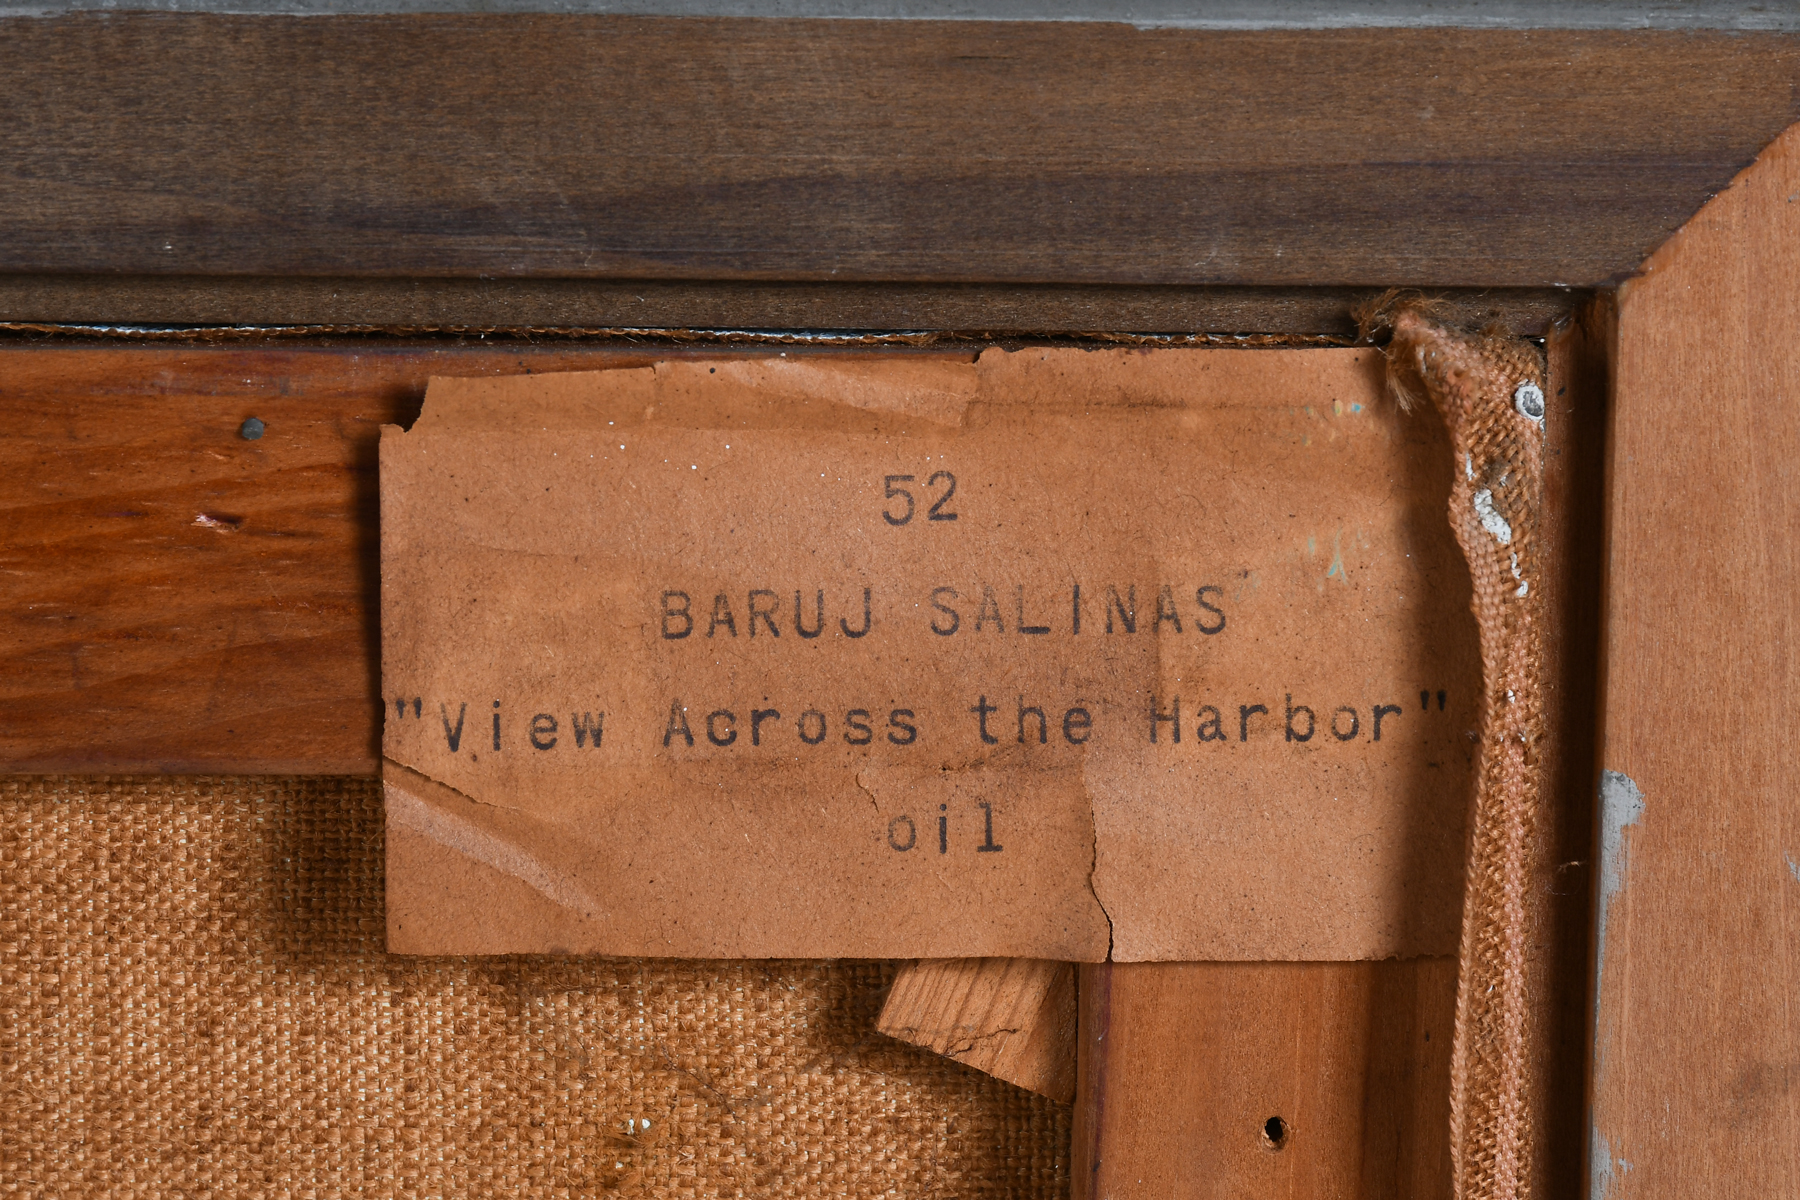 52
BARUJ SALINAS
"View Across the Harbor"
oil